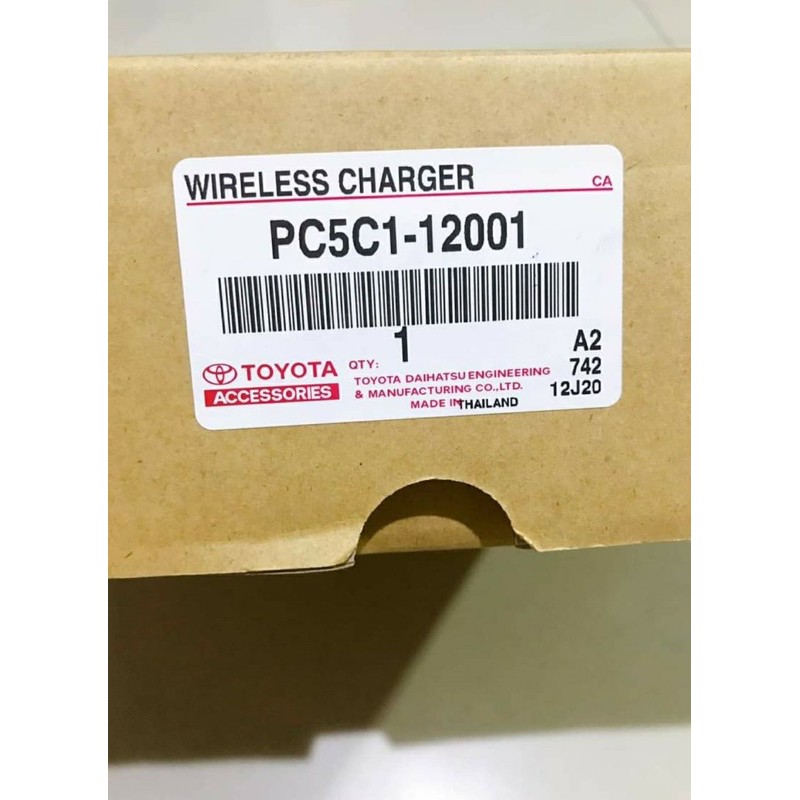 WIRELESS CHARGER
CA
PC5C1-12001
QTY: 1
A2
TOYOTA
ACCESSORIES
TOYOTA DAIHATSU ENGINEERING
& MANUFACTURING CO.,LTD.
MADE IN THAILAND
742
12J20